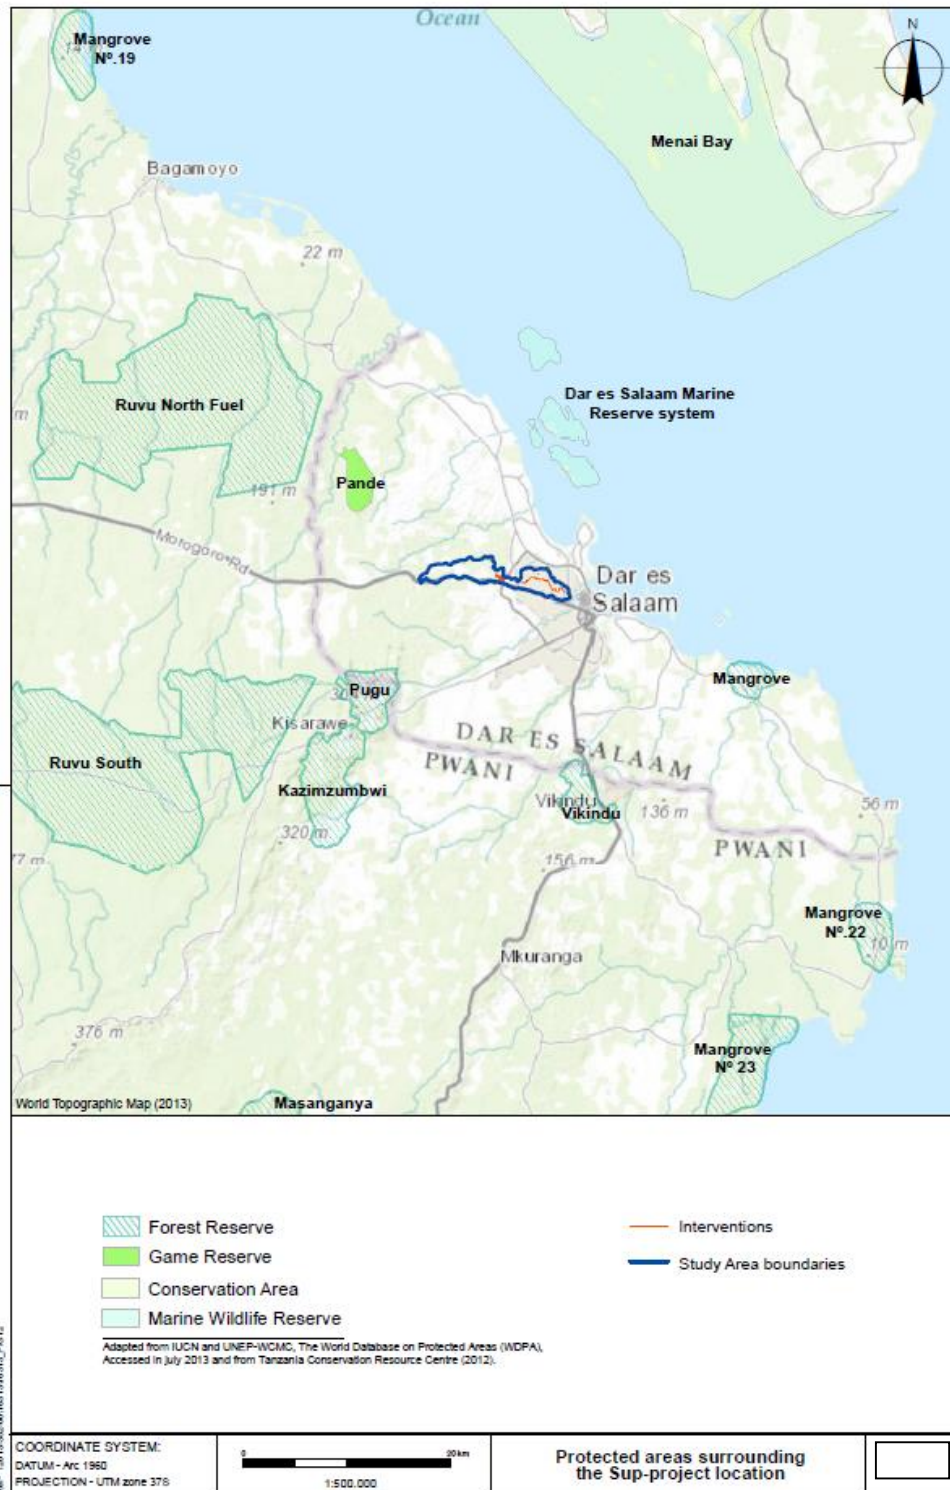 Ocean
N
Mangrove
Nº.19
Menai Bay
Bagamoyo
22 m
Dar es Salaam Marine
Reserve system
Ruvu North Fuel
m
Pande
191 m
Morogoro Rd
Dar es
Salaam
Mangrove
Pugu
Kisarawe
DAR ES SALAAM
PWANI
Ruvu South
Kazimzumbwi
Vikindu
Vikindu
136 m
56 m
320 m
77 m
PWANI
156 m
Mangrove
Nº.22
10 m
Mkuranga
376 m
Mangrove
Nº 23
World Topographic Map (2013)
Masanganya
Forest Reserve
Game Reserve
Conservation Area
Marine Wildlife Reserve
Interventions
Study Area boundaries
Adapted from IUCN and UNEP-WCMC, The World Database on Protected Areas (WDPA),
Accessed in july 2013 and from Tanzania Conservation Resource Centre (2012).
COORDINATE SYSTEM:
DATUM - Arc 1960
PROJECTION - UTM zone 37S
0 20 km
1:500.000
Protected areas surrounding
the Sup-project location